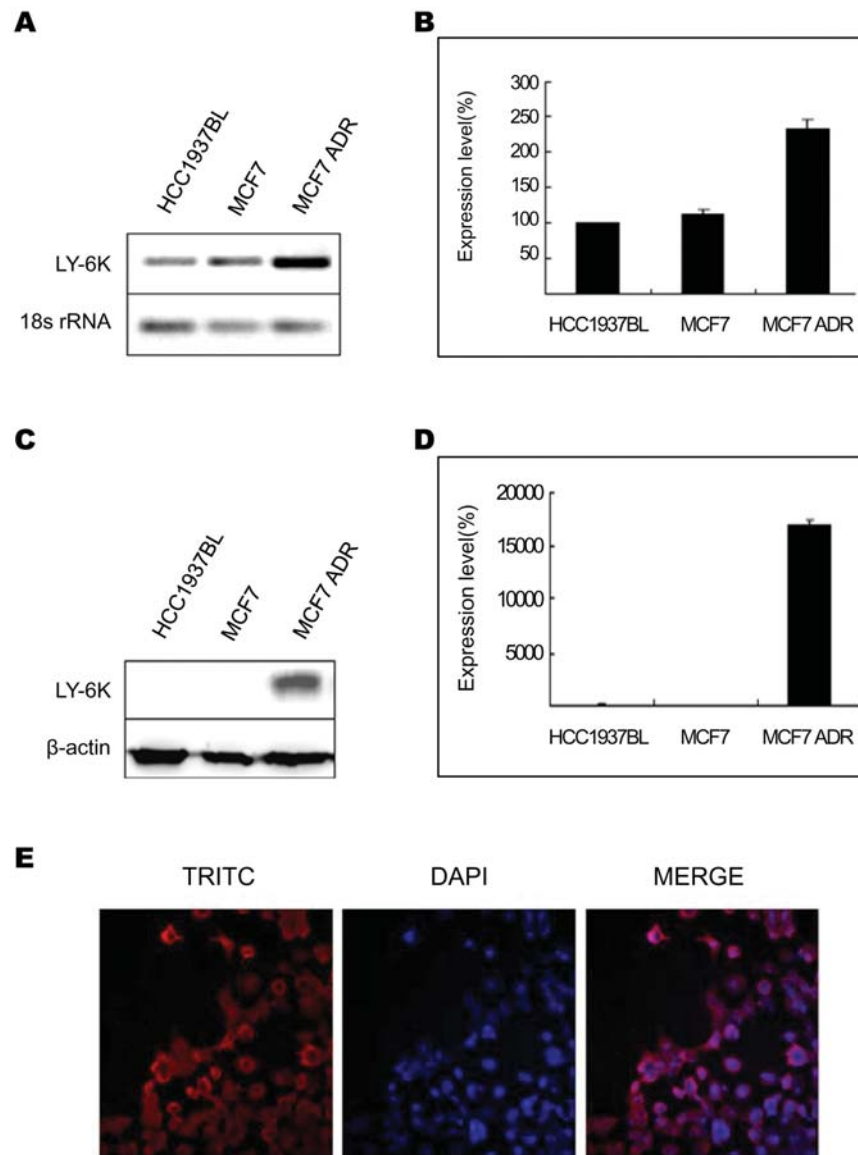 A
HCC1937BL
MCF7
MCF7 ADR
LY-6K
18s rRNA
B
Expression level(%)
300
250
200
150
100
50
HCC1937BL
MCF7
MCF7 ADR
C
HCC1937BL
MCF7
MCF7 ADR
LY-6K
β-actin
D
Expression level(%)
20000
15000
10000
5000
HCC1937BL
MCF7
MCF7 ADR
E
TRITC
DAPI
MERGE